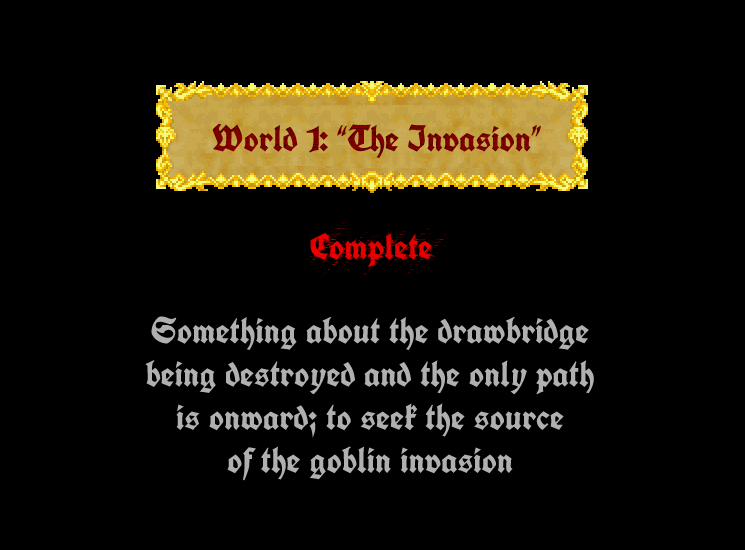 World 1: "The Invasion"
Complete
Something about the drawbridge
being destroyed and the only path
is onward; to seek the source
of the goblin invasion